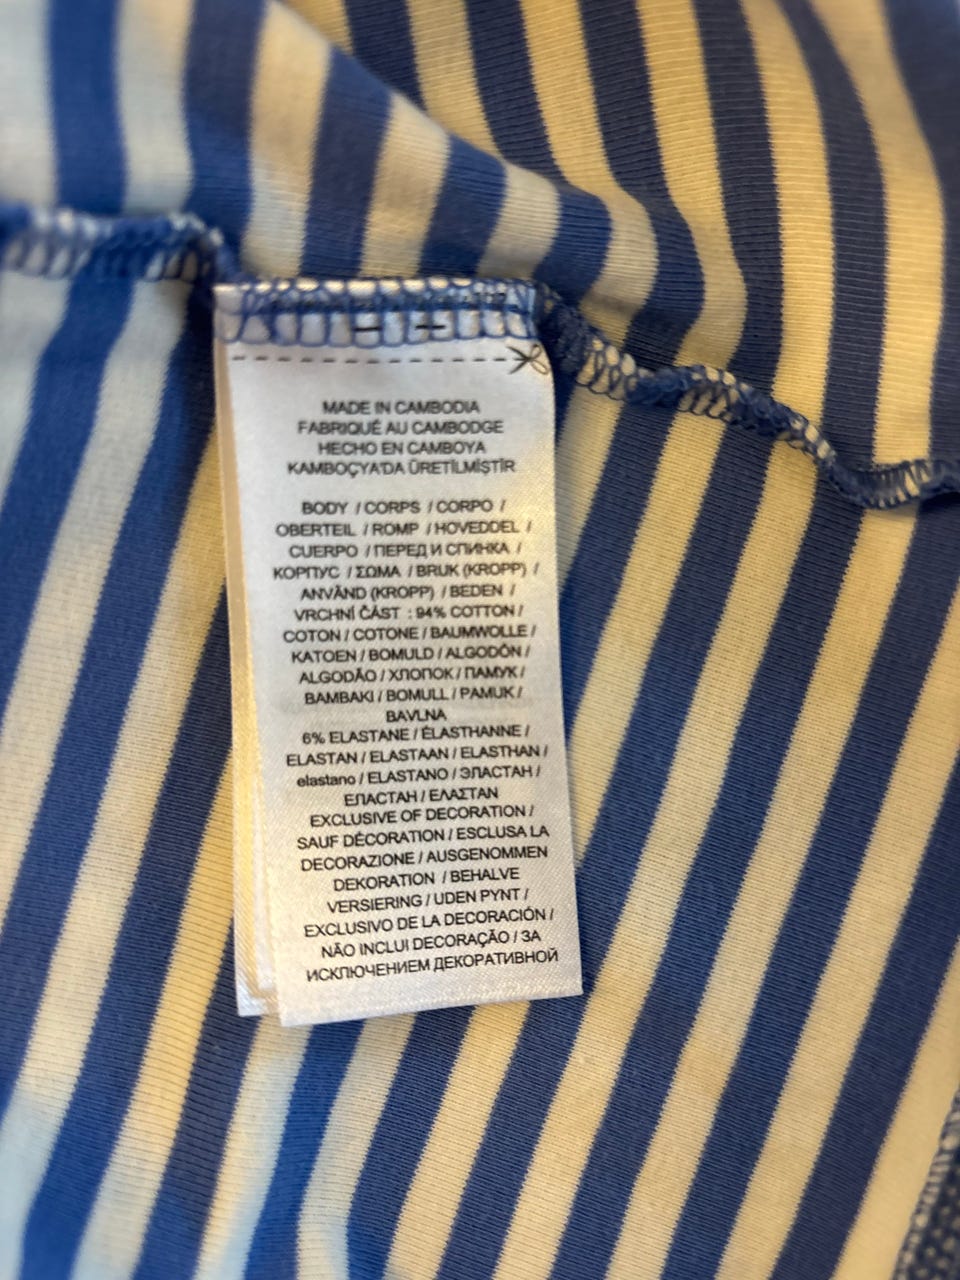 MADE IN CAMBODIA
FABRIQUÉ AU CAMBODGE
HECHO EN CAMBOYA
KAMBOÇYA'DA ÜRETİLMİŞTİR
BODY / CORPS / CORPO /
OBERTEIL / ROMP / HOVEDDEL /
CUERPO / ПЕРЕД И СПИНКА /
КОРПУС / ΣΩΜΑ / BRUK (KROPP) /
ANVÄND (KROPP) / BEDEN /
VRCHNÍ ČÁST : 94% COTTON /
COTON / COTONE / BAUMWOLLE /
KATOEN / BOMULD / ALGODÓN /
ALGODÃO / ХЛОПОК / ПАМУК /
ΒΑΜΒΑΚΙ / BOMULL / PAMUK /
BAVLNA
6% ELASTANE / ÉLASTHANNE /
ELASTAN / ELASTAAN / ELASTHAN /
elastano / ELASTANO / ЭЛАСТАН /
ЕЛАСТАН / ΕΛΑΣΤΑΝ
EXCLUSIVE OF DECORATION /
SAUF DÉCORATION / ESCLUSA LA
DECORAZIONE / AUSGENOMMEN
DEKORATION / BEHALVE
VERSIERING / UDEN PYNT /
EXCLUSIVO DE LA DECORACIÓN /
NÃO INCLUI DECORAÇÃO / ЗА
ИСКЛЮЧЕНИЕМ ДЕКОРАТИВНОЙ